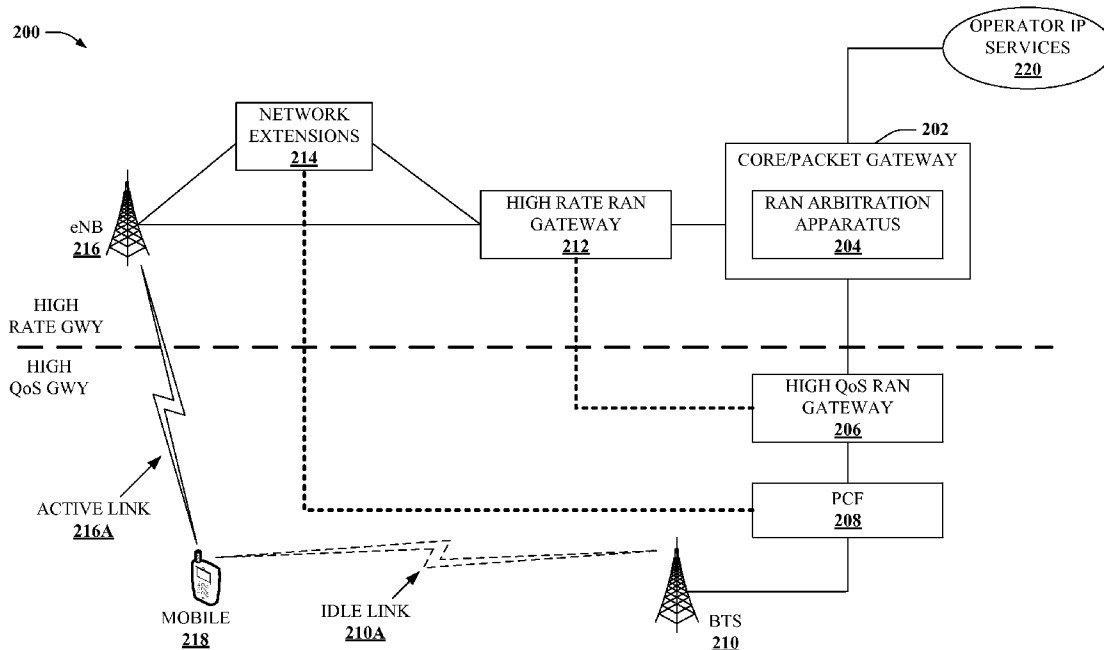 200
OPERATOR IP
SERVICES
220
NETWORK
EXTENSIONS
214
202
CORE/PACKET GATEWAY
RAN ARBITRATION
APPARATUS
204
HIGH RATE RAN
GATEWAY
212
eNB
216
HIGH
RATE GWY
HIGH
QoS GWY
HIGH QoS RAN
GATEWAY
206
PCF
208
ACTIVE LINK
216A
MOBILE
218
IDLE LINK
210A
BTS
210